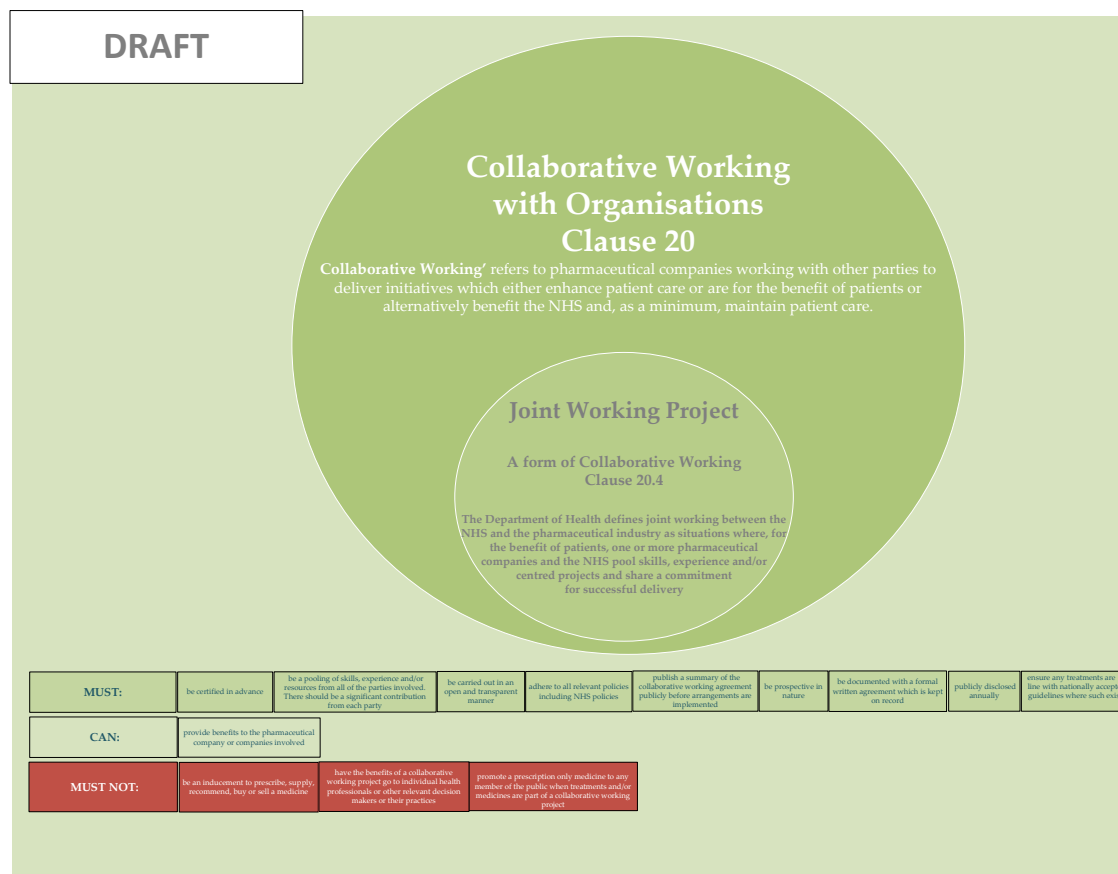 DRAFT
Collaborative Working
with Organisations
Clause 20
Collaborative Working’ refers to pharmaceutical companies working with other parties to
deliver initiatives which either enhance patient care or are for the benefit of patients or
alternatively benefit the NHS and, as a minimum, maintain patient care.
Joint Working Project
A form of Collaborative Working
Clause 20.4
The Department of Health defines joint working between the
NHS and the pharmaceutical industry as situations where, for
the benefit of patients, one or more pharmaceutical
companies and the NHS pool skills, experience and/or
centred projects and share a commitment
for successful delivery
MUST:
be certified in advance
be a pooling of skills, experience and/or
resources from all of the parties involved.
There should be a significant contribution
from each party
be carried out in an
open and transparent
manner
adhere to all relevant policies
including NHS policies
publish a summary of the
collaborative working agreement
publicly before arrangements are
implemented
be prospective in
nature
be documented with a formal
written agreement which is kept
on record
publicly disclosed
annually
ensure any treatments are
line with nationally accept
guidelines where such exis
CAN:
provide benefits to the pharmaceutical
company or companies involved
MUST NOT:
be an inducement to prescribe, supply,
recommend, buy or sell a medicine
have the benefits of a collaborative
working project go to individual health
professionals or other relevant decision
makers or their practices
promote a prescription only medicine to any
member of the public when treatments and/or
medicines are part of a collaborative working
project